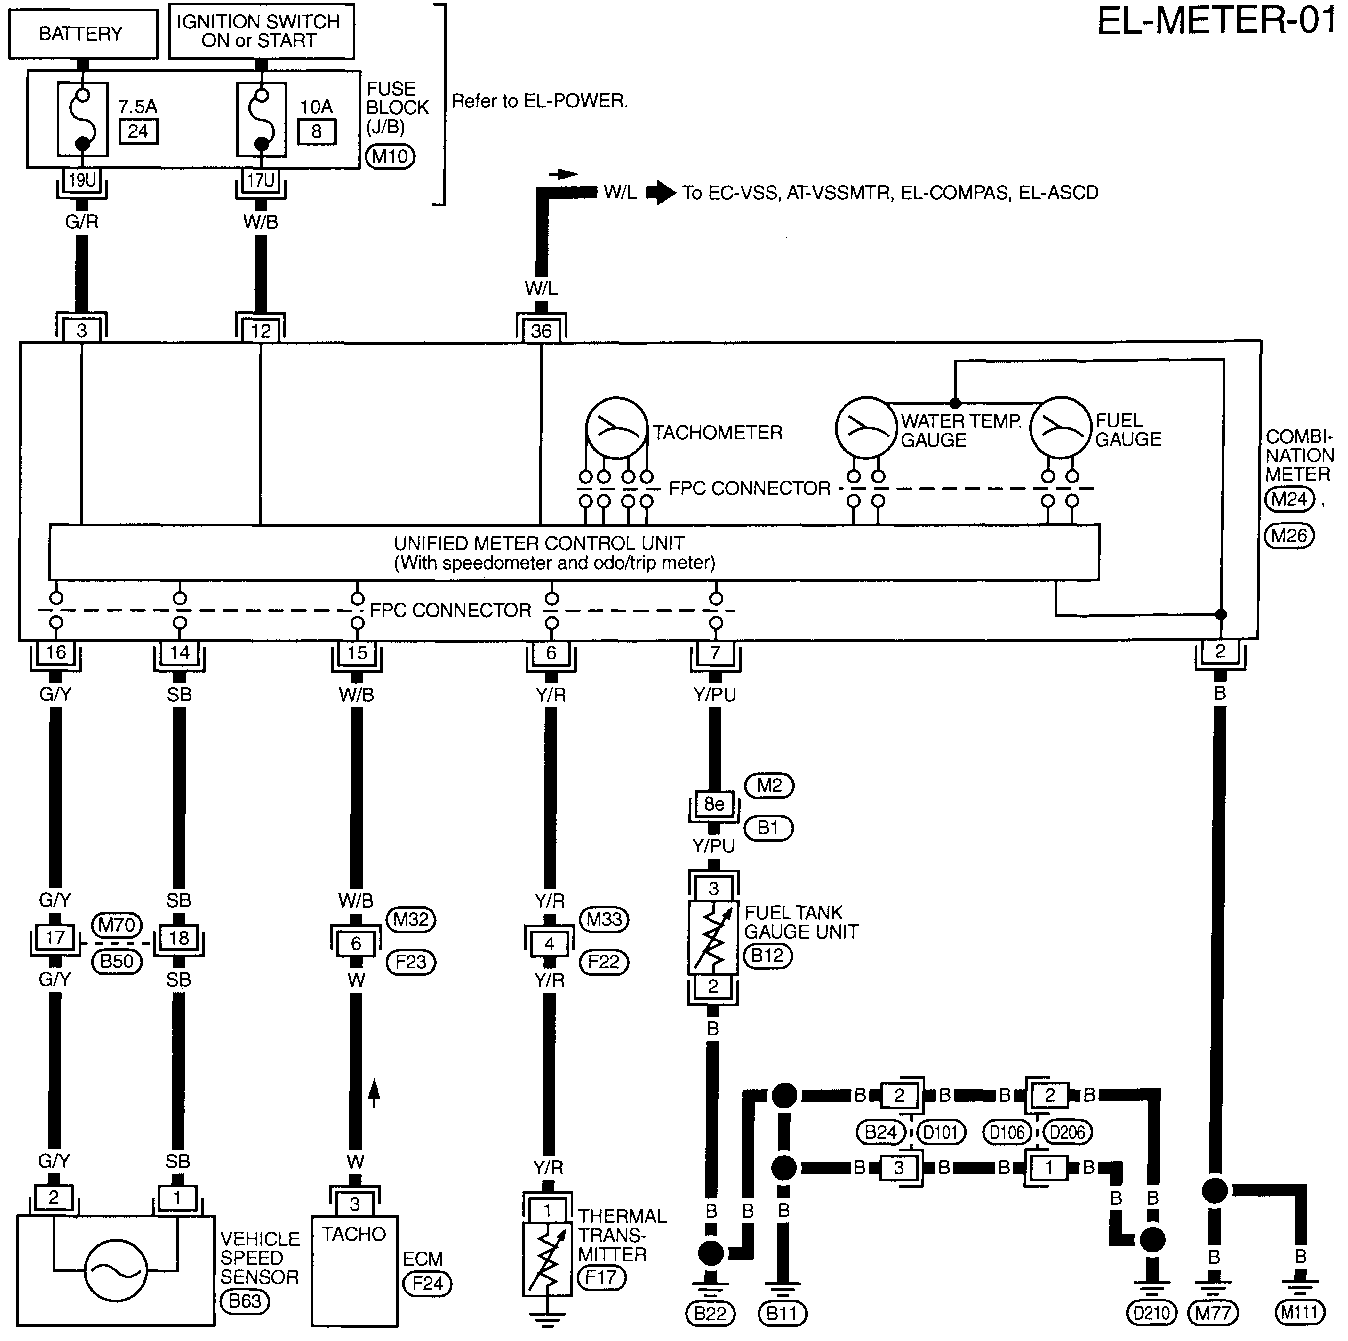 EL-METER-01
BATTERY
IGNITION SWITCH
ON or START
7.5A
24
10A
8
FUSE
BLOCK
(J/B)
M10
Refer to EL-POWER.
19U
17U
G/R
W/B
W/L
To EC-VSS, AT-VSSMTR, EL-COMPAS, EL-ASCD
W/L
3
12
36
TACHOMETER
WATER TEMP.
GAUGE
FUEL
GAUGE
COMBI-
NATION
METER
M24 ,
M26
FPC CONNECTOR
UNIFIED METER CONTROL UNIT
(With speedometer and odo/trip meter)
FPC CONNECTOR
16
14
15
6
7
2
G/Y
SB
W/B
Y/R
Y/PU
B
8e
M2
B1
Y/PU
3
FUEL TANK
GAUGE UNIT
B12
2
B
G/Y
SB
W/B
Y/R
17
M70
B50
18
6
M32
F23
4
M33
F22
G/Y
SB
W
Y/R
B
2
B
B
2
B
B
B24
D101
D106
D206
B
3
B
B
1
B
G/Y
SB
W
Y/R
B
B
B
B
B
2
1
3
1
VEHICLE
SPEED
SENSOR
B63
TACHO
ECM
F24
THERMAL
TRANS-
MITTER
F17
B
B
B22
B11
D210
M77
M111